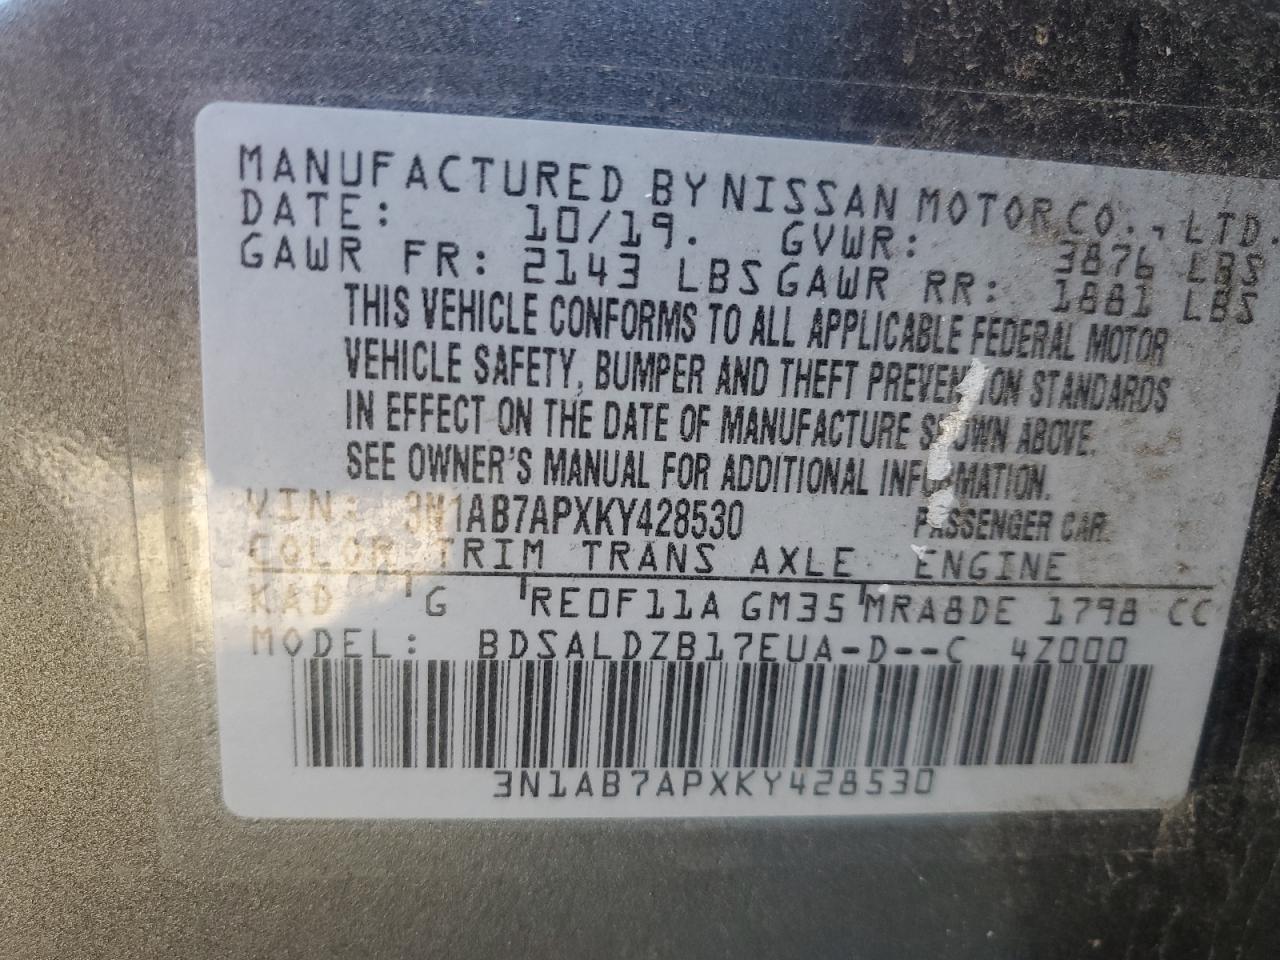 MANUFACTURED BY NISSAN MOTOR CO., LTD.
DATE: 10/19. GVWR: 3876 LBS
GAWR FR: 2143 LBS GAWR RR: 1881 LBS
THIS VEHICLE CONFORMS TO ALL APPLICABLE FEDERAL MOTOR
VEHICLE SAFETY, BUMPER AND THEFT PREVENTION STANDARDS
IN EFFECT ON THE DATE OF MANUFACTURE SHOWN ABOVE.
SEE OWNER'S MANUAL FOR ADDITIONAL INFORMATION.
VIN: 3N1AB7APXKY428530 PASSENGER CAR.
COLOR TRIM TRANS AXLE ENGINE
KAD G RE0F11A GM35 MRA8DE 1798 CC
MODEL: BDSALDZB17EUA-D--C 4Z000
3N1AB7APXKY428530